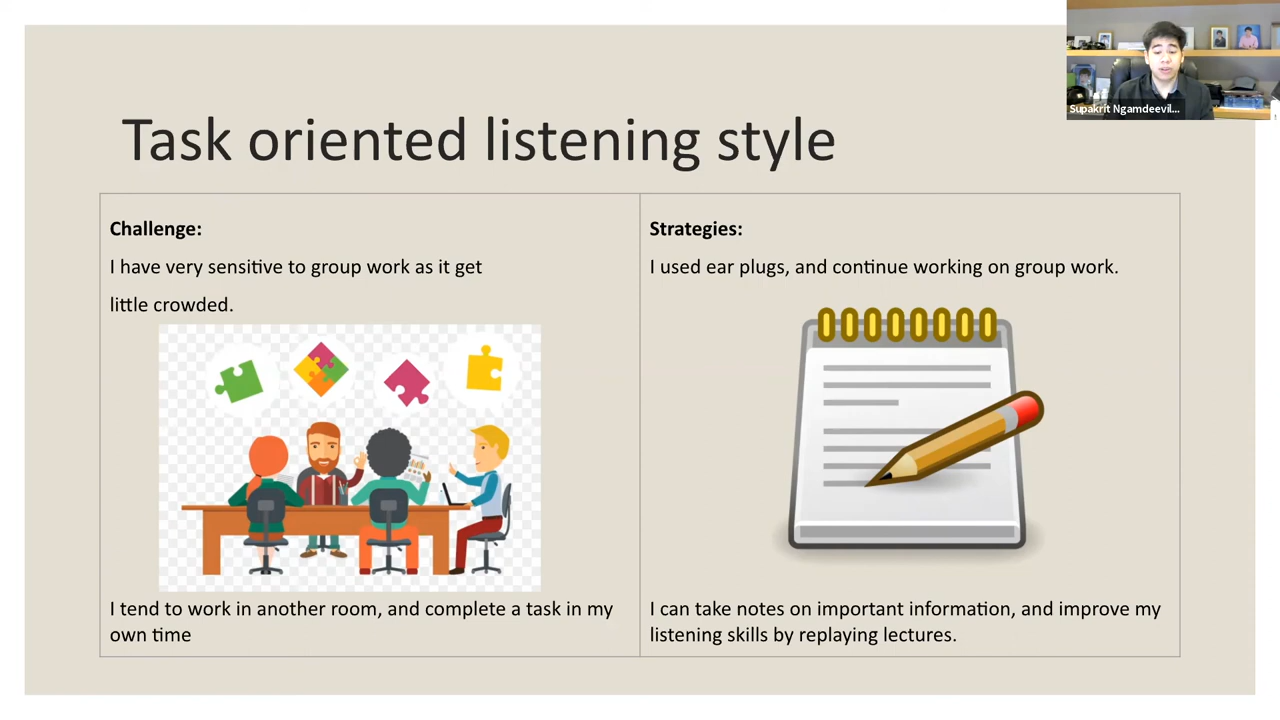 Supakrit Ngamdeevil...
Task oriented listening style
Challenge:
I have very sensitive to group work as it get
little crowded.
I tend to work in another room, and complete a task in my
own time
Strategies:
I used ear plugs, and continue working on group work.
I can take notes on important information, and improve my
listening skills by replaying lectures.